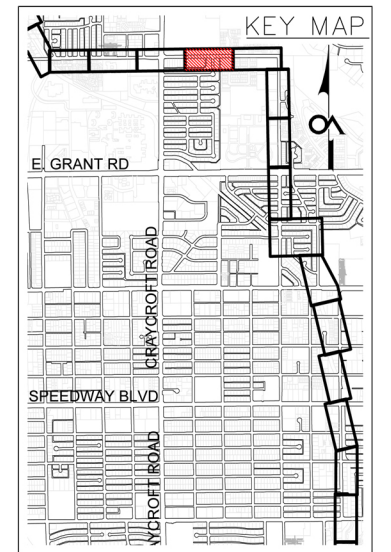 KEY MAP
E. GRANT RD
CRAYCROFT ROAD
SPEEDWAY BLVD
YCROFT ROAD